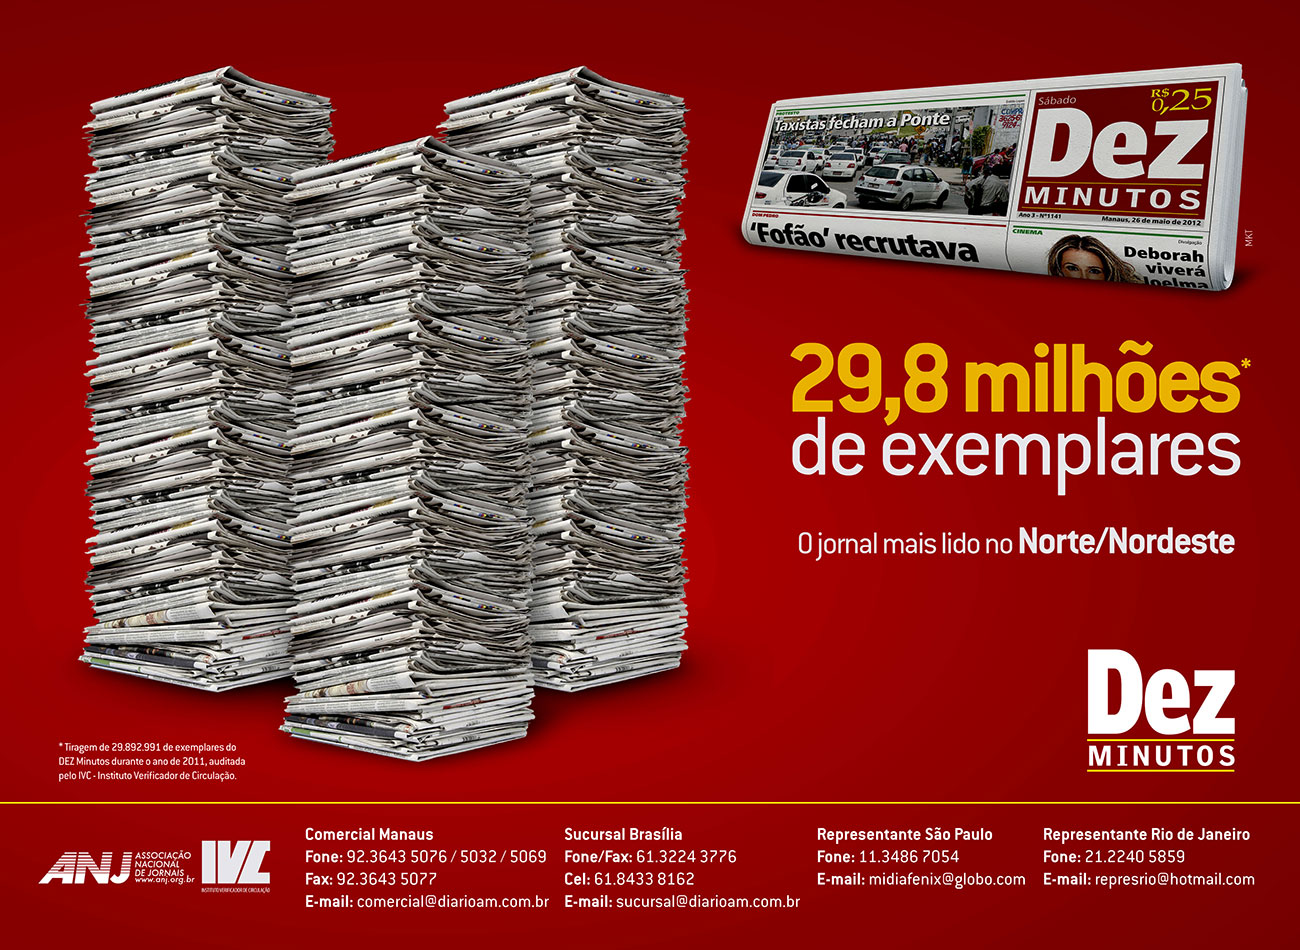 PROTESTO
Taxistas fecham a Ponte
DOM PEDRO
'Fofão' recrutava
Sábado
R$
0,25
Dez
MINUTOS
Ano 3 - Nº1141
Manaus, 26 de maio de 2012
CINEMA
Divulgação
Deborah
viverá
Joelma
MKT
29,8 milhões*
de exemplares
O jornal mais lido no Norte/Nordeste
Dez
MINUTOS
* Tiragem de 29.892.991 de exemplares do
DEZ Minutos durante o ano de 2011, auditada
pelo IVC - Instituto Verificador de Circulação.
ANJ
ASSOCIAÇÃO
NACIONAL
DE JORNAIS
www.anj.org.br
IVC
INSTITUTO VERIFICADOR DE CIRCULAÇÃO
Comercial Manaus
Fone: 92.3643 5076 / 5032 / 5069
Fax: 92.3643 5077
E-mail: comercial@diarioam.com.br
Sucursal Brasília
Fone/Fax: 61.3224 3776
Cel: 61.8433 8162
E-mail: sucursal@diarioam.com.br
Representante São Paulo
Fone: 11.3486 7054
E-mail: midiafenix@globo.com
Representante Rio de Janeiro
Fone: 21.2240 5859
E-mail: represrio@hotmail.com